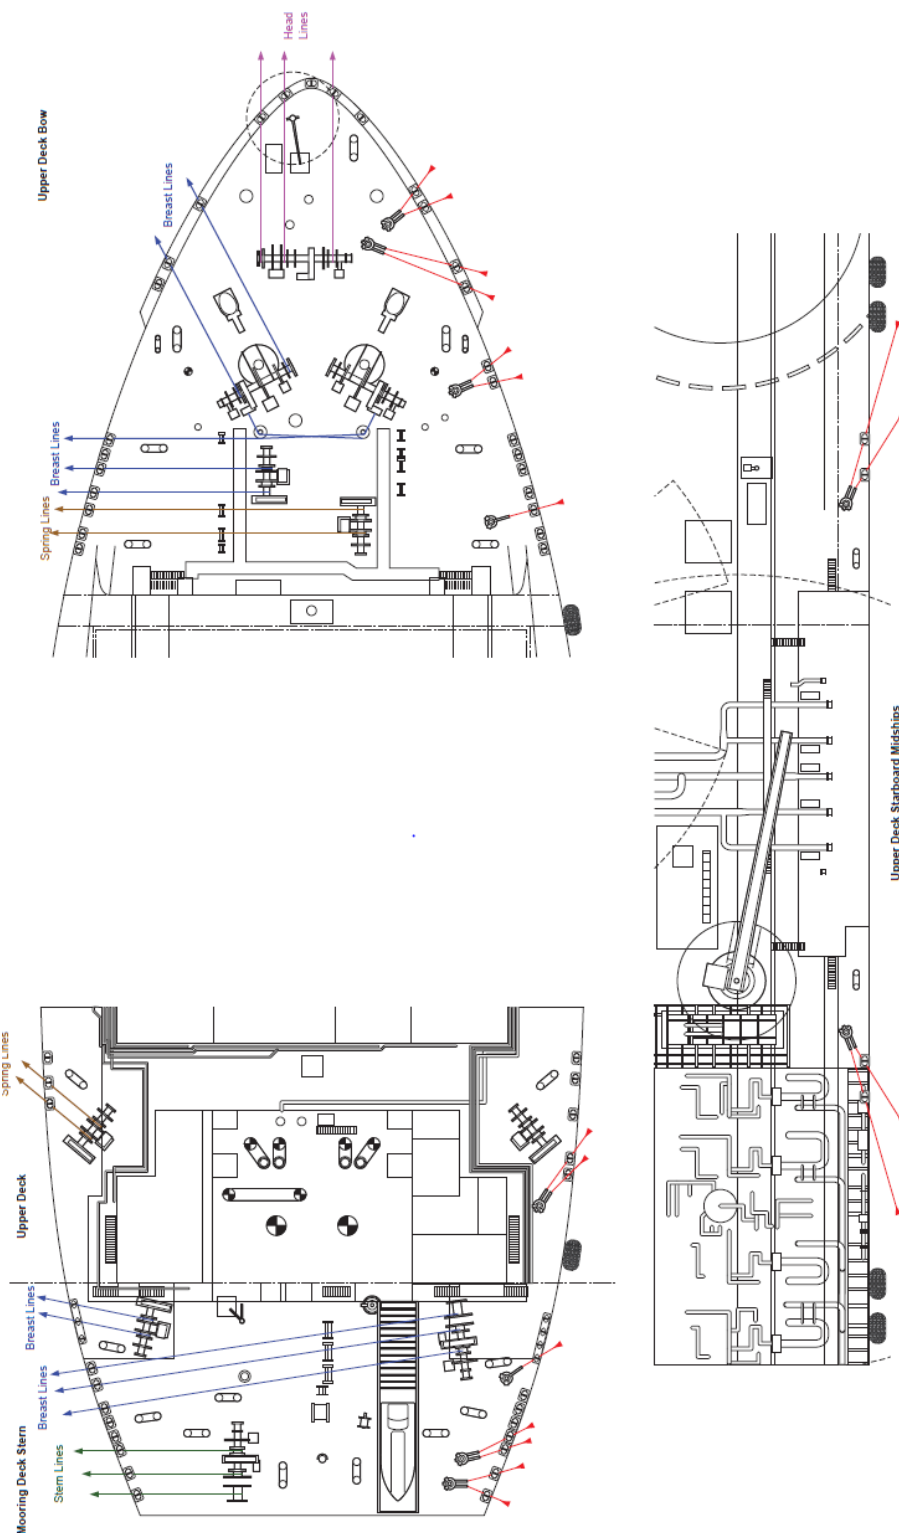 Head
Lines
Upper Deck Bow
Breast Lines
Breast Lines
Spring Lines
Upper Deck Starboard Midships
Spring Lines
Upper Deck
Breast Lines
Breast Lines
Mooring Deck Stern
Stern Lines